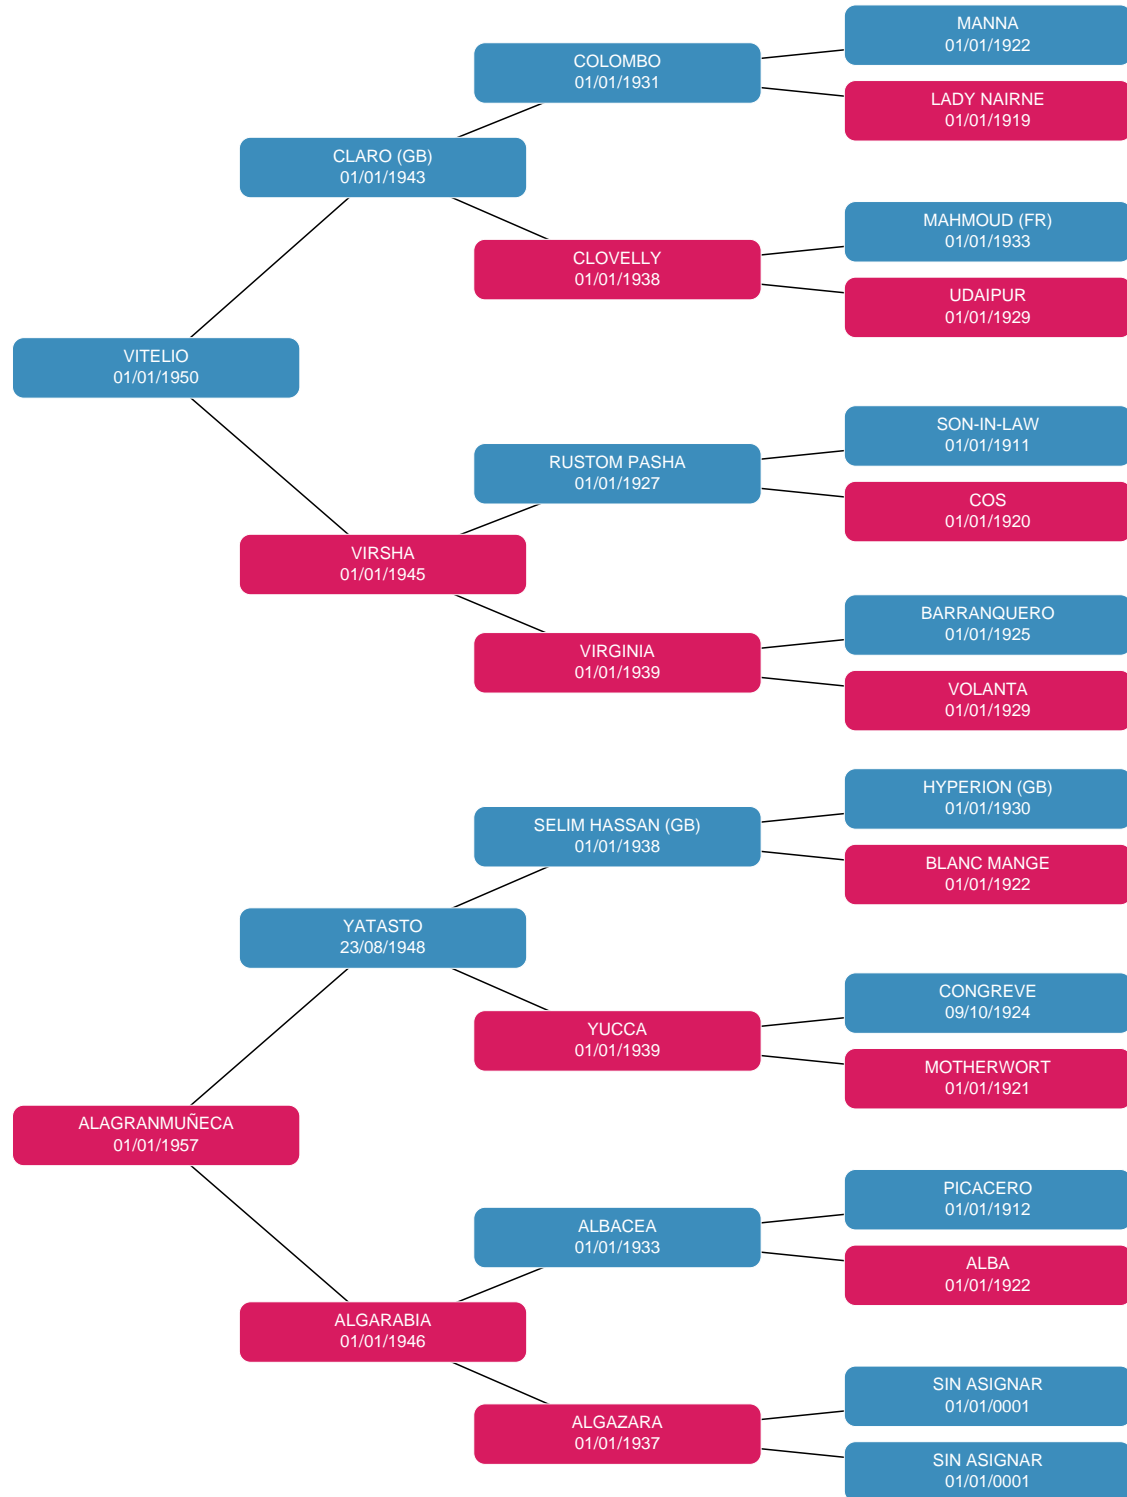 MANNA
01/01/1922
COLOMBO
01/01/1931
LADY NAIRNE
01/01/1919
CLARO (GB)
01/01/1943
MAHMOUD (FR)
01/01/1933
CLOVELLY
01/01/1938
UDAIPUR
01/01/1929
VITELIO
01/01/1950
SON-IN-LAW
01/01/1911
RUSTOM PASHA
01/01/1927
COS
01/01/1920
VIRSHA
01/01/1945
BARRANQUERO
01/01/1925
VIRGINIA
01/01/1939
VOLANTA
01/01/1929
HYPERION (GB)
01/01/1930
SELIM HASSAN (GB)
01/01/1938
BLANC MANGE
01/01/1922
YATASTO
23/08/1948
CONGREVE
09/10/1924
YUCCA
01/01/1939
MOTHERWORT
01/01/1921
ALAGRANMUÑECA
01/01/1957
PICACERO
01/01/1912
ALBACEA
01/01/1933
ALBA
01/01/1922
ALGARABIA
01/01/1946
SIN ASIGNAR
01/01/0001
ALGAZARA
01/01/1937
SIN ASIGNAR
01/01/0001